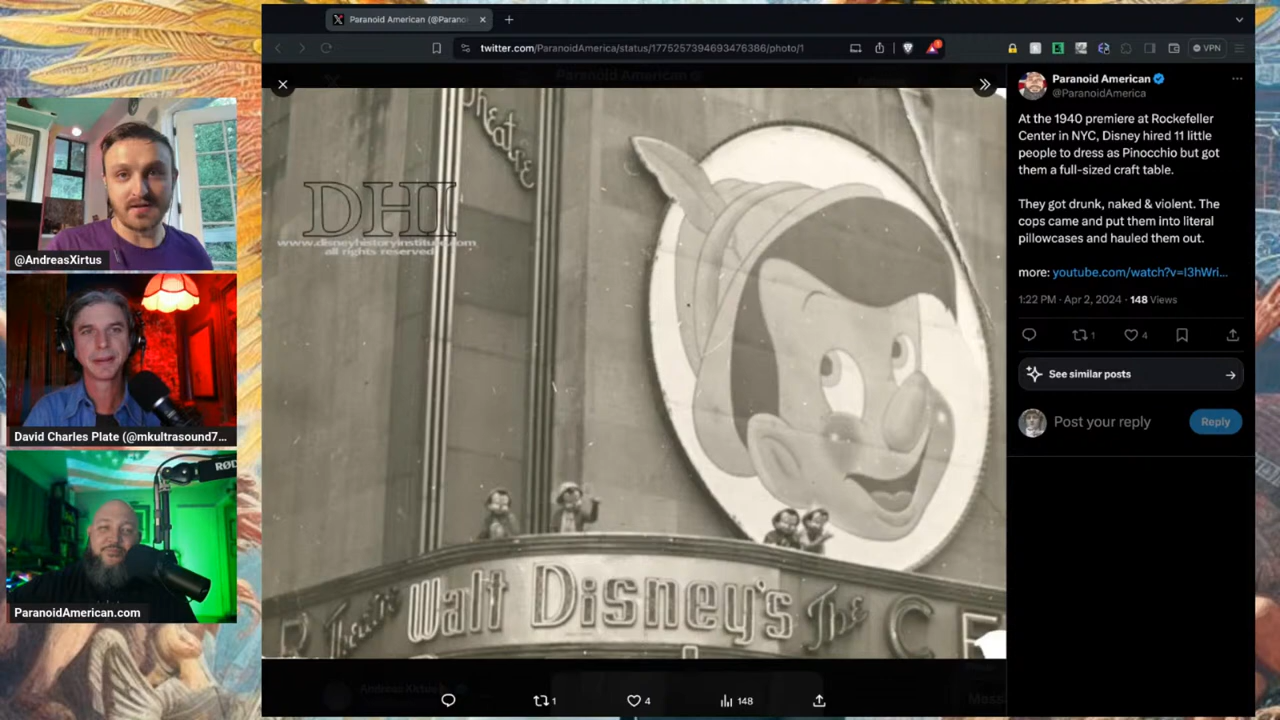 Paranoid American (@Parano
twitter.com/ParanoidAmerica/status/1775257394693476386/photo/1
VPN
Paranoid American
@ParanoidAmerica
At the 1940 premiere at Rockefeller
Center in NYC, Disney hired 11 little
people to dress as Pinocchio but got
them a full-sized craft table.
They got drunk, naked & violent. The
cops came and put them into literal
pillowcases and hauled them out.
more: youtube.com/watch?v=I3hWri...
1:22 PM · Apr 2, 2024 · 148 Views
1
4
See similar posts
Post your reply
Reply
Theatre
DHI
www.disneyhistoryinstitute.com
all rights reserved
Walt Disney's The
C E
1
4
148
@AndreasXirtus
David Charles Plate (@mkultrasound7...
RØD
ParanoidAmerican.com